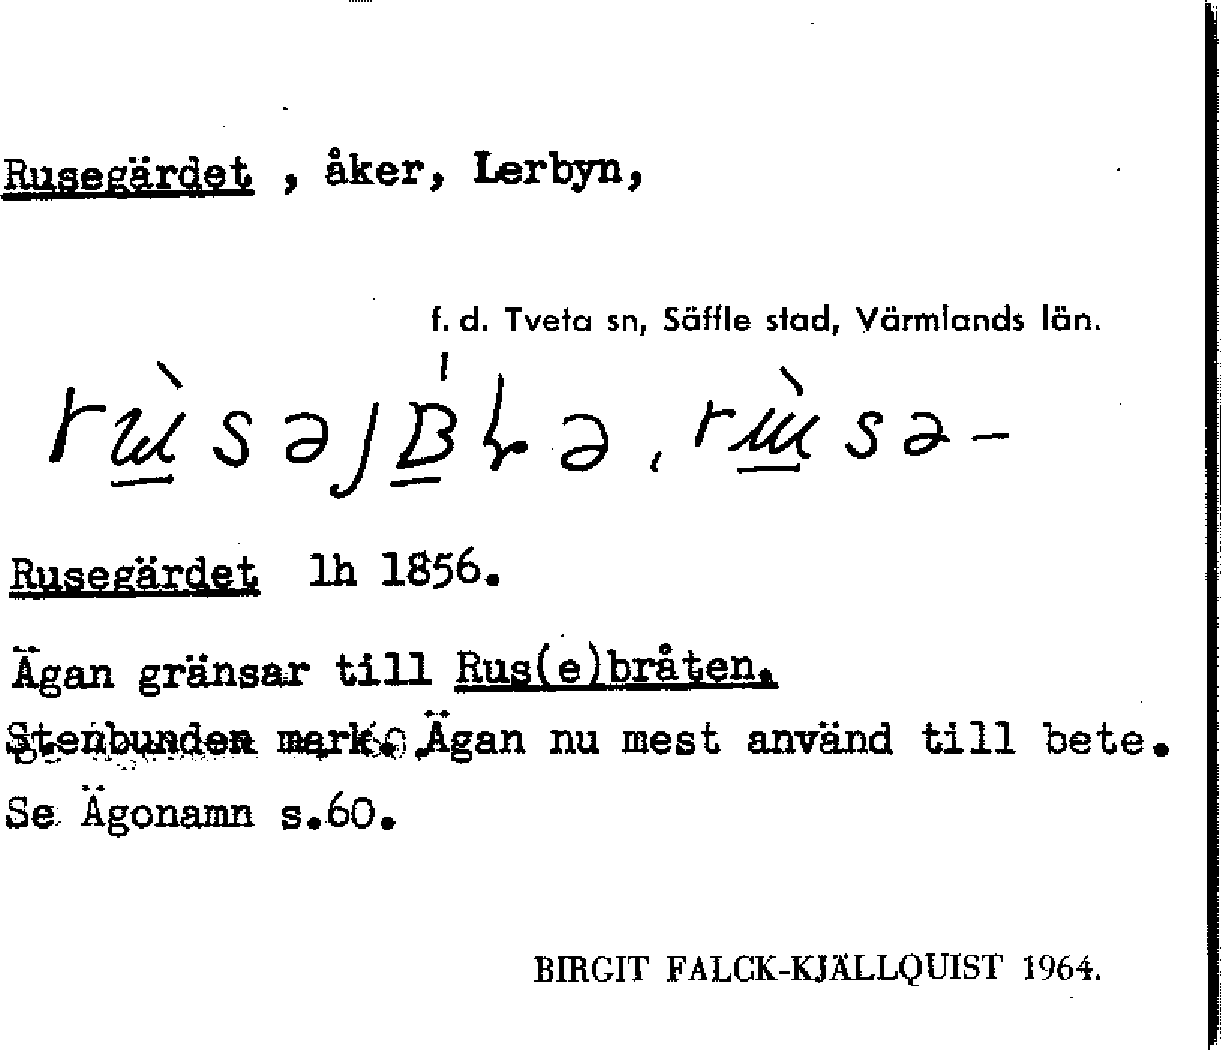 Rusegärdet , åker, Lerbyn,
f. d. Tveta sn, Säffle stad, Värmlands län.
Rusegärdet lh 1856.
Ägan gränsar till Rus(e)bråten.
Stenbunden mark. Ägan nu mest använd till bete.
Se Ägonamn s.60.
BIRGIT FALCK-KJÄLLQUIST 1964.